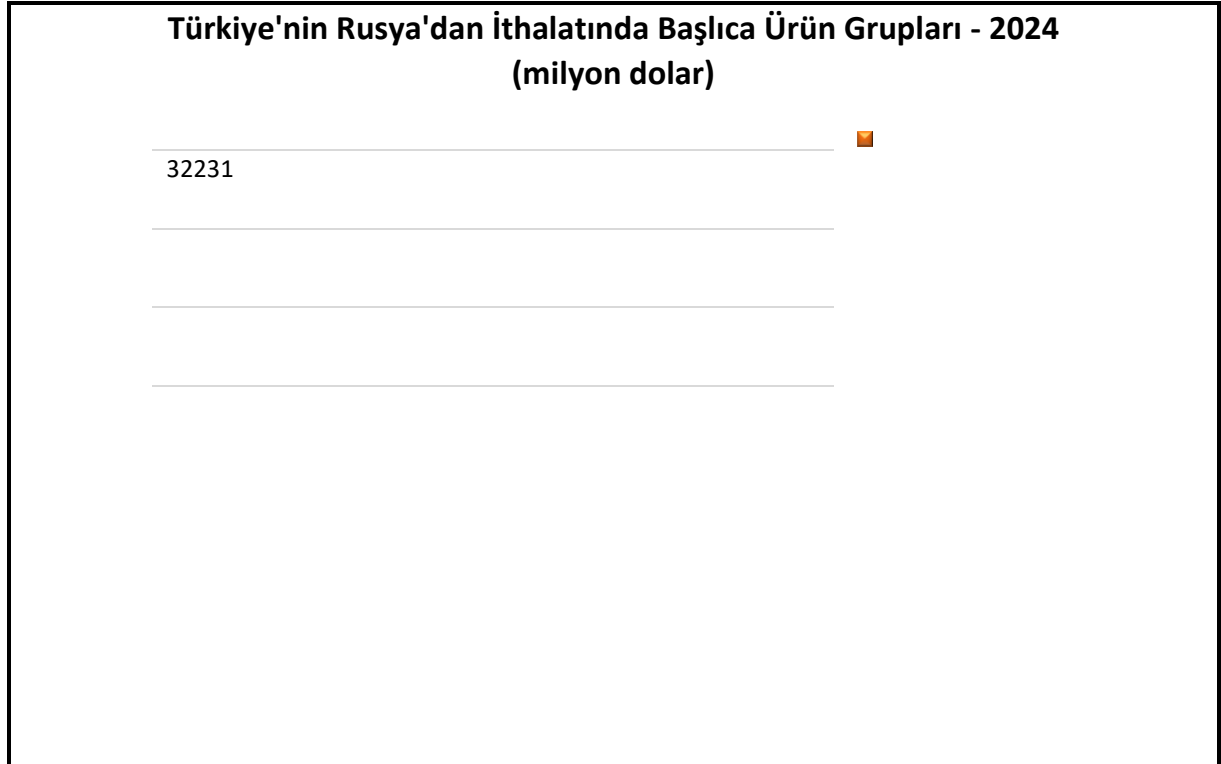 Türkiye'nin Rusya'dan İthalatında Başlıca Ürün Grupları - 2024
(milyon dolar)
32231